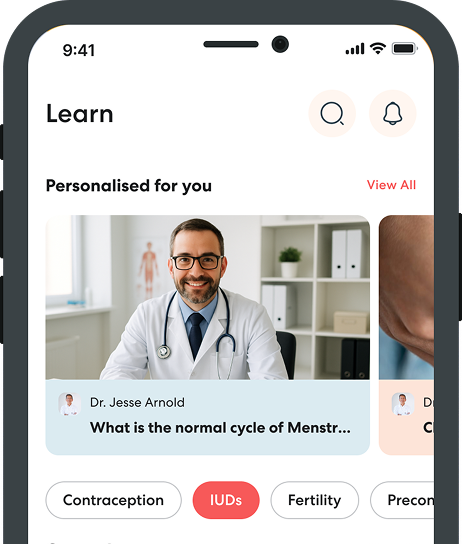 9:41
Learn
Personalised for you
View All
Dr. Jesse Arnold
What is the normal cycle of Menstr...
Contraception
IUDs
Fertility
Precon